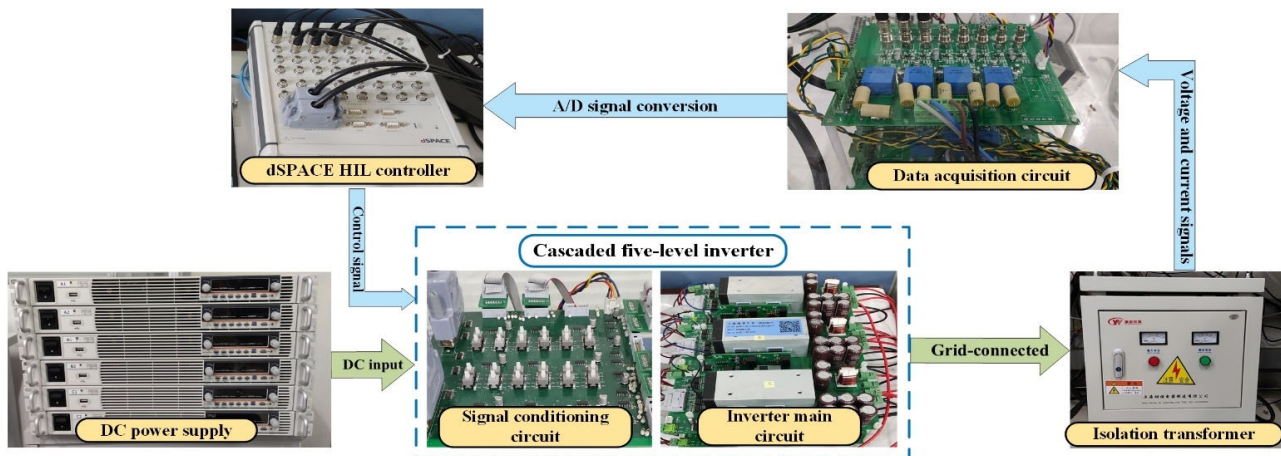 A/D signal conversion
Voltage and current signals
dSPACE
dSPACE HIL controller
Data acquisition circuit
Control signal
Cascaded five-level inverter
DC input
Grid-connected
Signal conditioning
circuit
Inverter main
circuit
DC power supply
Isolation transformer